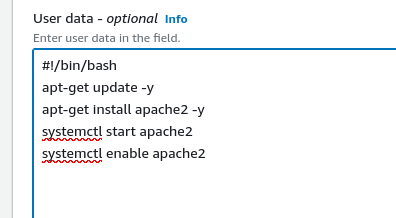 User data - optional Info
Enter user data in the field.
#!/bin/bash
apt-get update -y
apt-get install apache2 -y
systemctl start apache2
systemctl enable apache2